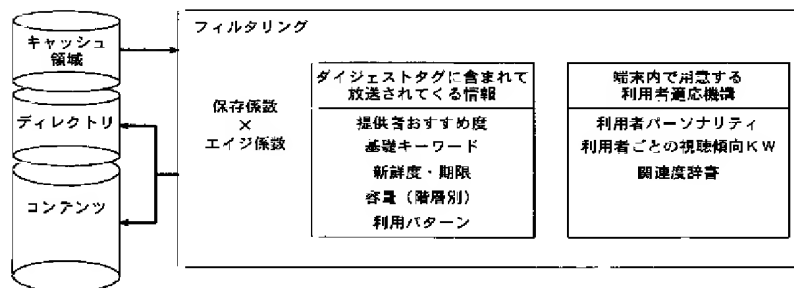 キャッシュ
領域
ディレクトリ
コンテンツ
フィルタリング
保存係数
×
エイジ係数
ダイジェストタグに含まれて
放送されてくる情報
提供者おすすめ度
基礎キーワード
新鮮度・期限
容量（階層別）
利用パターン
端末内で用意する
利用者適応機構
利用者パーソナリティ
利用者ごとの視聴傾向KW
関連度辞書